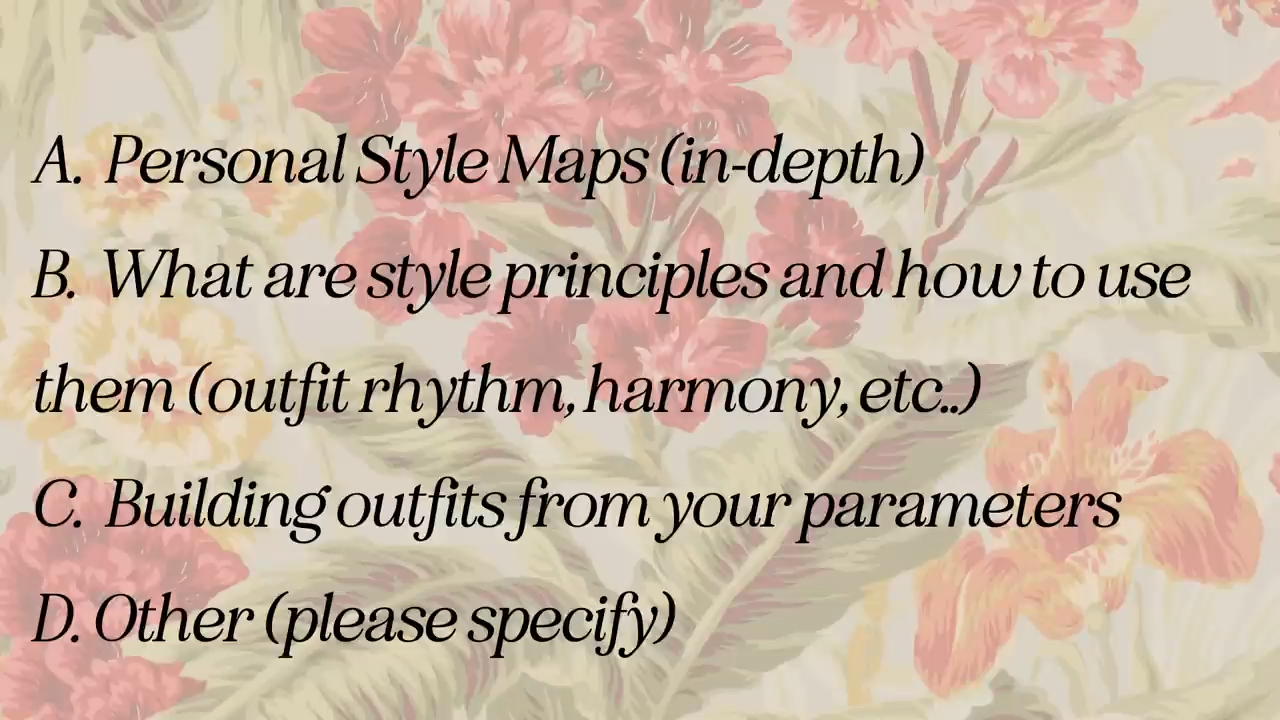 A. Personal Style Maps (in-depth)
B. What are style principles and how to use
them (outfit rhythm, harmony, etc..)
C. Building outfits from your parameters
D. Other (please specify)